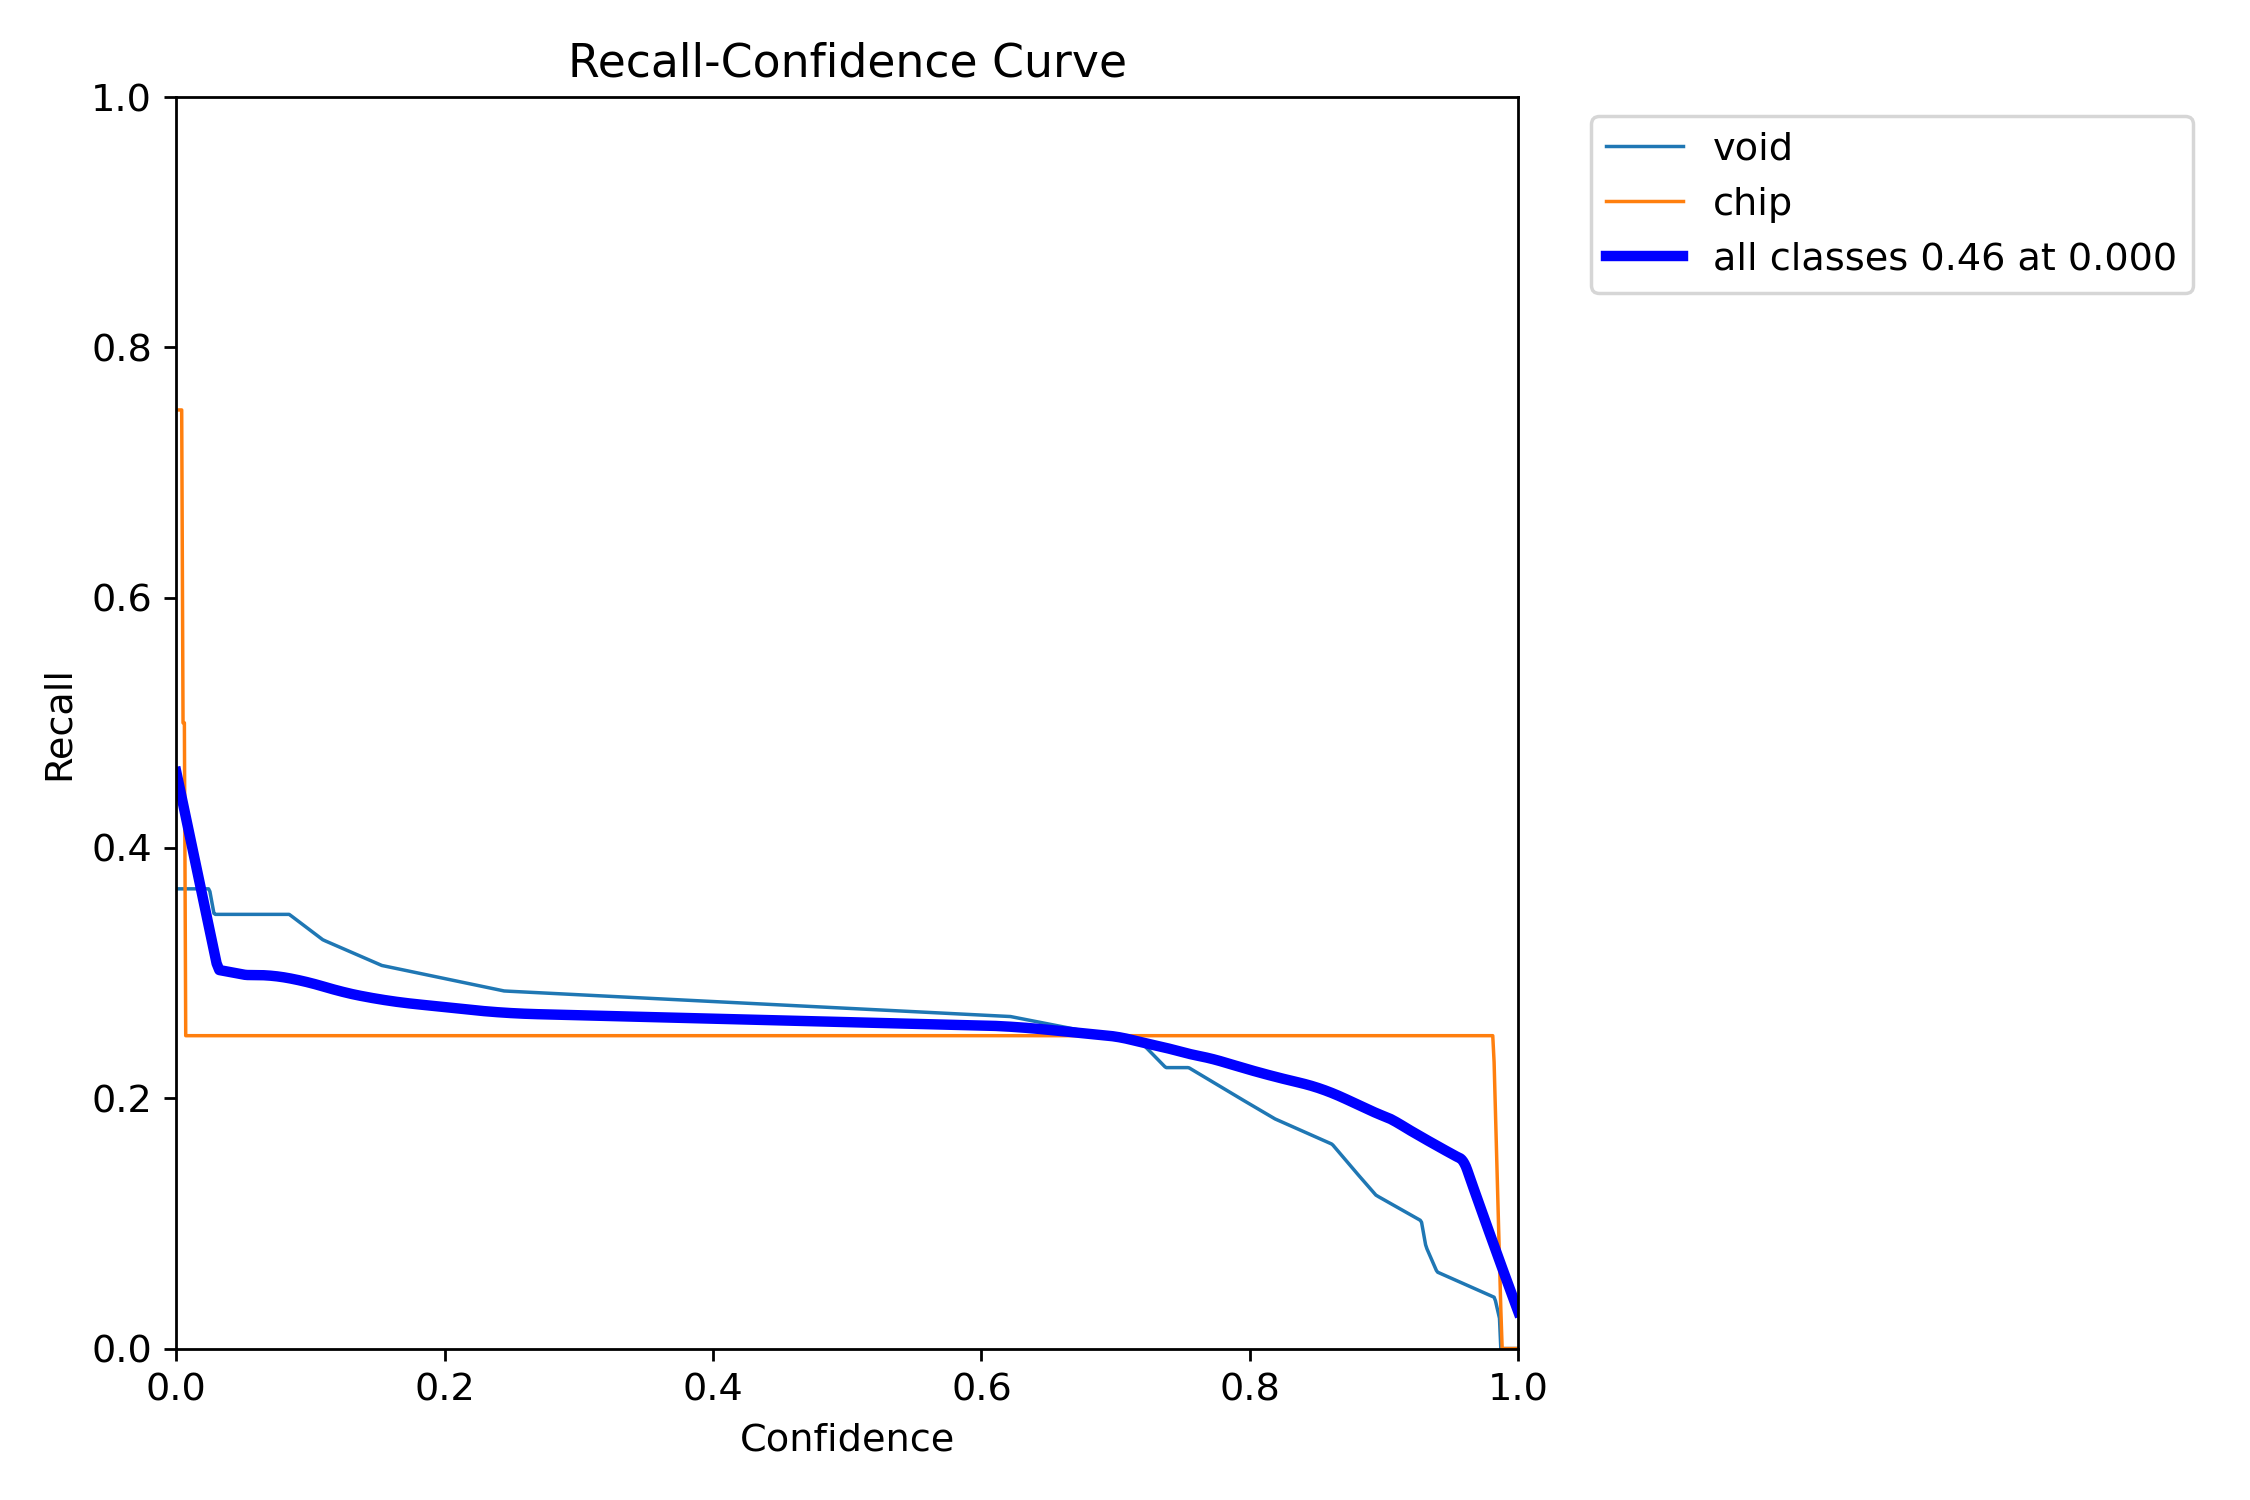 Recall-Confidence Curve
1.0
0.8
0.6
0.4
0.2
0.0
Recall
0.0 0.2 0.4 0.6 0.8 1.0
Confidence
void
chip
all classes 0.46 at 0.000